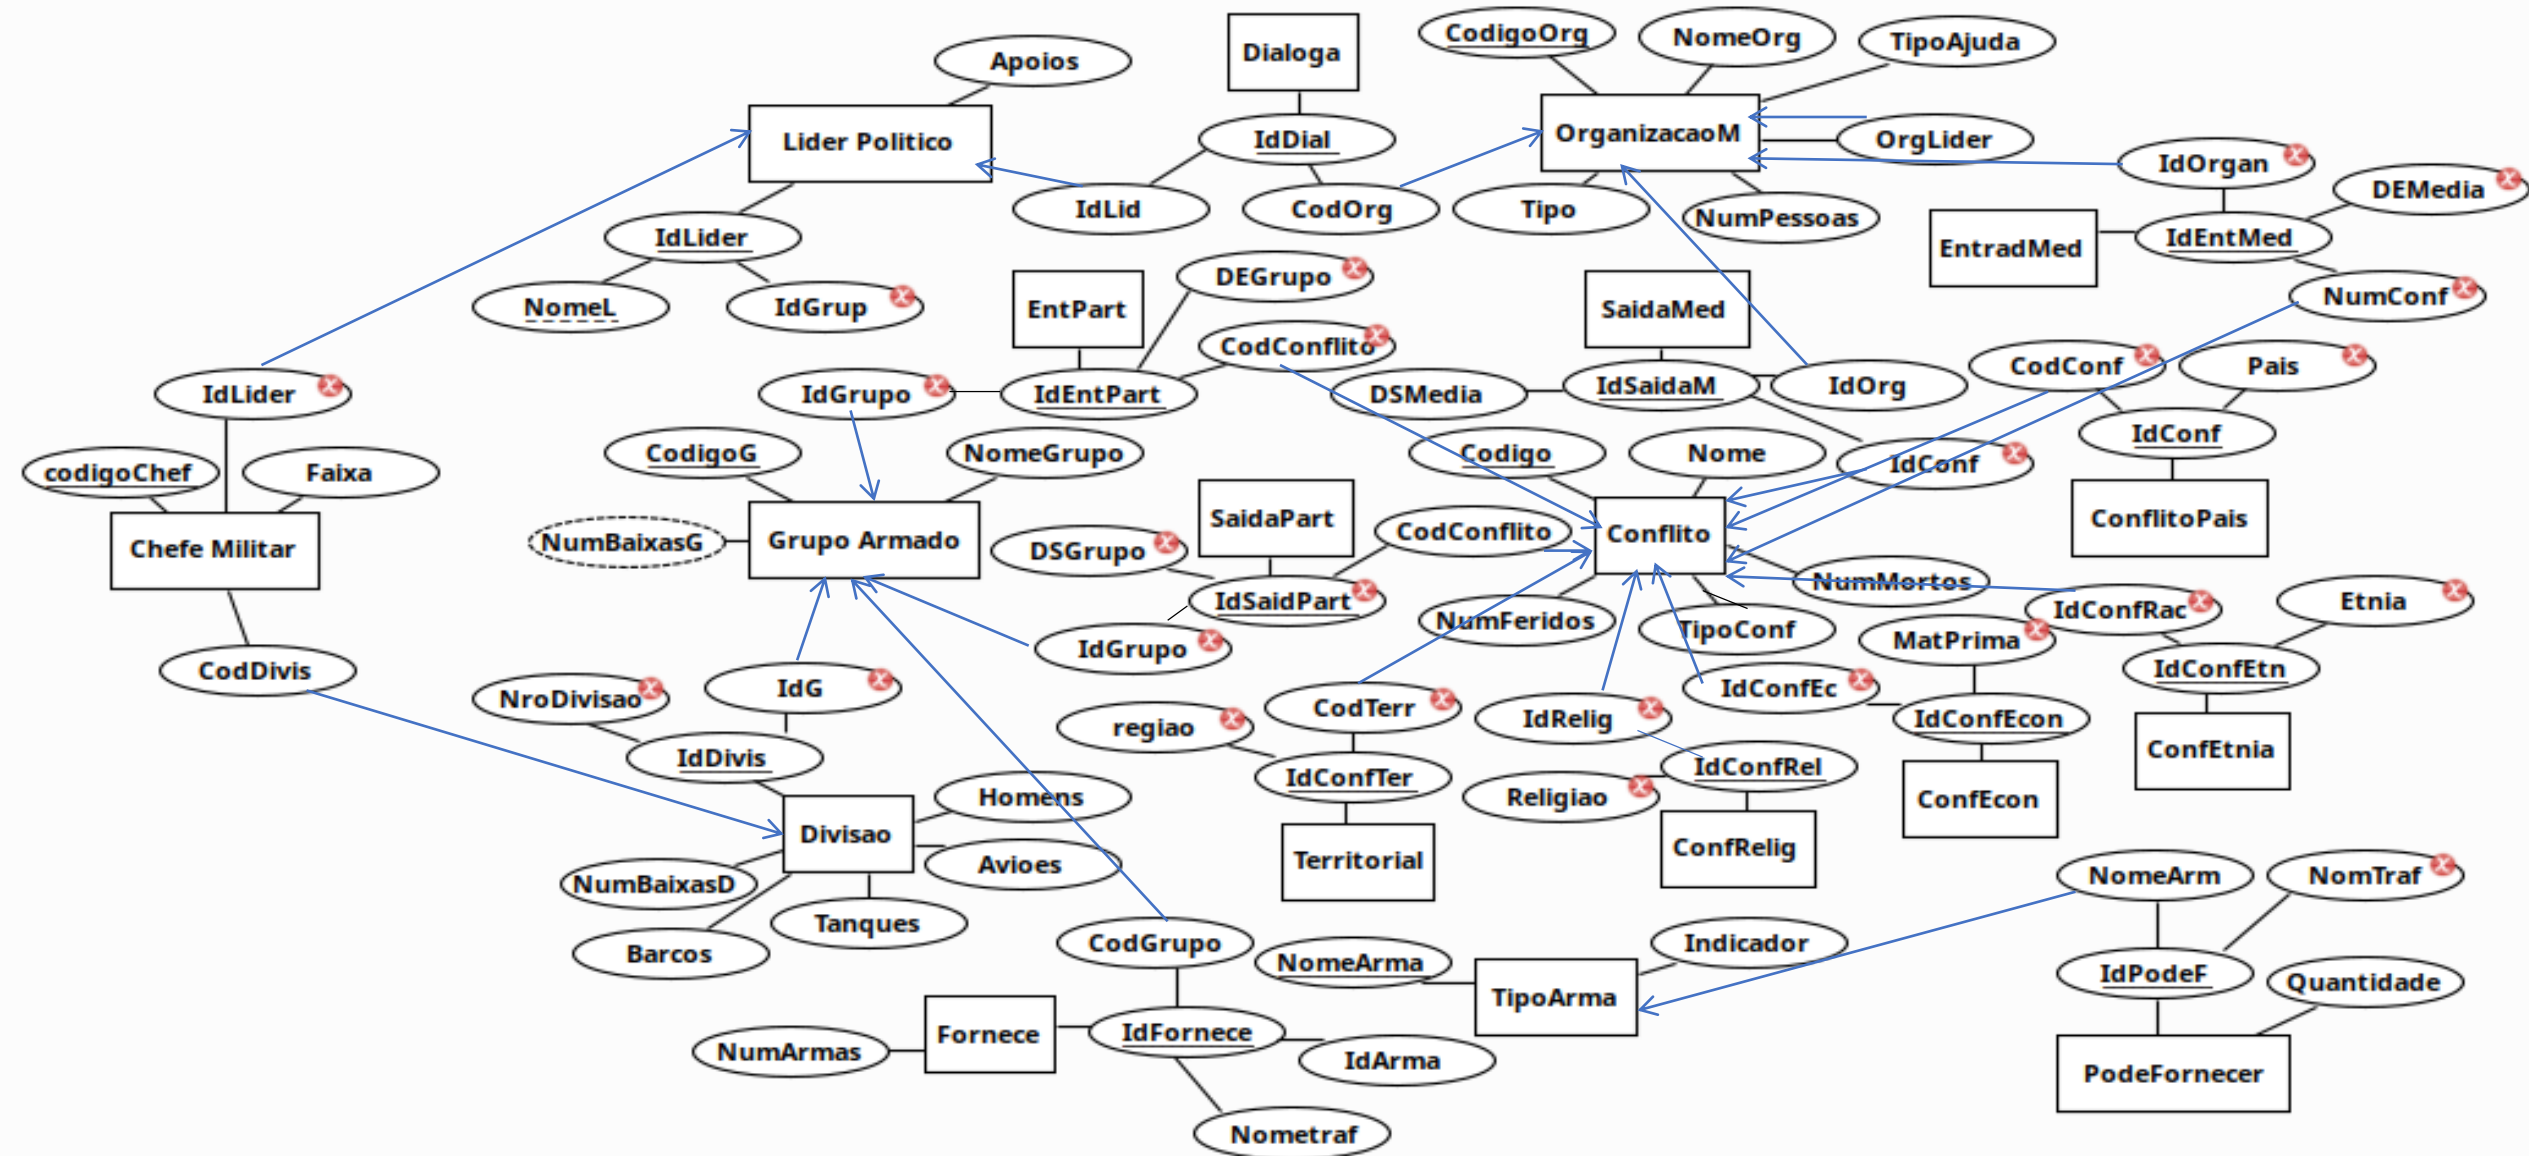 CodigoOrg
NomeOrg
TipoAjuda
Dialoga
Apoios
Lider Politico
IdDial
OrganizacaoM
OrgLider
IdOrgan
DEMedia
IdLid
CodOrg
Tipo
NumPessoas
IdLider
EntradMed
IdEntMed
NomeL
IdGrup
EntPart
DEGrupo
SaidaMed
NumConf
CodConflito
IdLider
IdGrupo
IdEntPart
DSMedia
IdSaidaM
IdOrg
CodConf
Pais
IdConf
codigoChef
Faixa
CodigoG
NomeGrupo
Codigo
Nome
IdConf
Chefe Militar
NumBaixasG
Grupo Armado
SaidaPart
DSGrupo
CodConflito
Conflito
ConflitoPais
NumMortos
IdSaidPart
NumFeridos
TipoConf
IdConfRac
Etnia
MatPrima
IdGrupo
CodDivis
NroDivisao
IdG
IdConfEtn
IdConfEc
CodTerr
IdRelig
IdConfEcon
regiao
IdDivis
IdConfTer
IdConfRel
ConfEtnia
Homens
Religiao
ConfEcon
Divisao
Territorial
ConfRelig
Avioes
NumBaixasD
NomeArm
NomTraf
Tanques
Barcos
CodGrupo
NomeArma
Indicador
TipoArma
IdPodeF
Quantidade
Fornece
IdFornece
NumArmas
IdArma
PodeFornecer
Nometraf